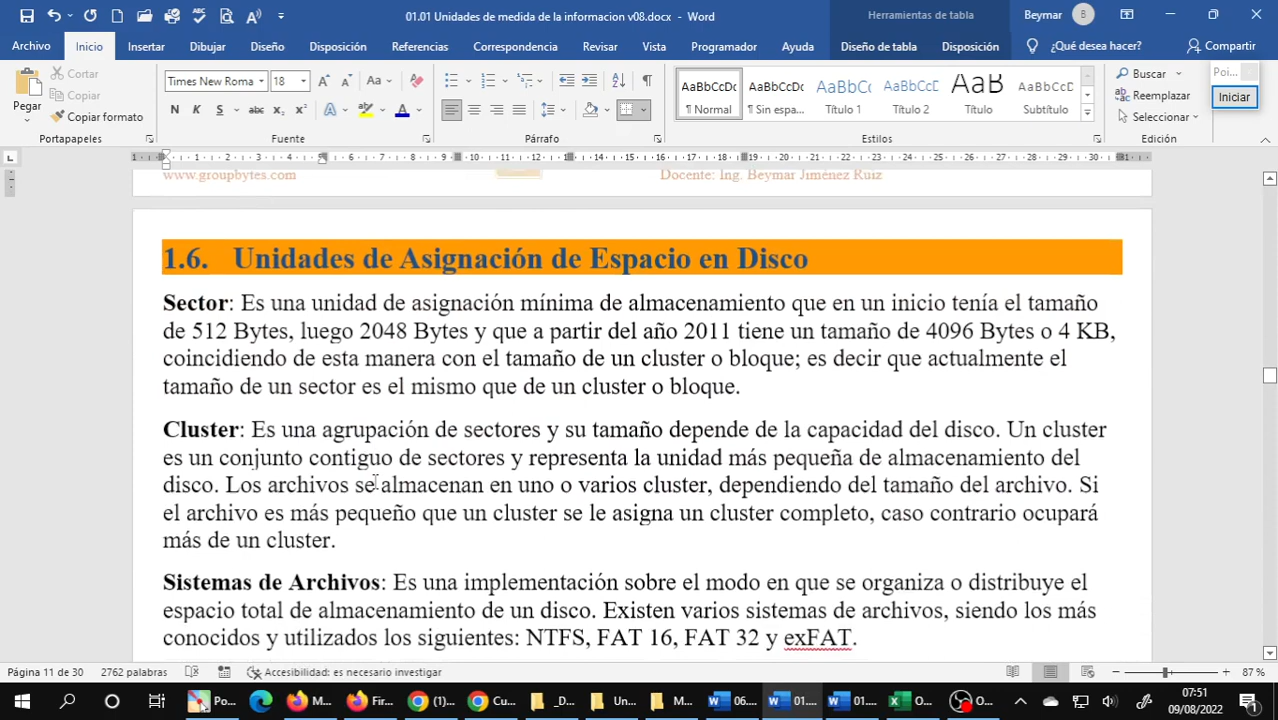 01.01 Unidades de medida de la informacion v08.docx - Word
Herramientas de tabla
Beymar B
Archivo Inicio Insertar Dibujar Diseño Disposición Referencias Correspondencia Revisar Vista Programador Ayuda Diseño de tabla Disposición ¿Qué desea hacer? Compartir
Pegar
Cortar
Copiar
Copiar formato
Portapapeles
Times New Roma 18
N K S abc
Fuente
Párrafo
AaBbCcDc AaBbCcDc AaBbCc AaBbCcD AaB AaBbCcD
¶ Normal ¶ Sin espa... Título 1 Título 2 Título Subtítulo
Estilos
Buscar
Reemplazar
Seleccionar
Edición
Poi...
Iniciar
www.groupbytes.com Docente: Ing. Beymar Jiménez Ruiz
1.6. Unidades de Asignación de Espacio en Disco
Sector: Es una unidad de asignación mínima de almacenamiento que en un inicio tenía el tamaño
de 512 Bytes, luego 2048 Bytes y que a partir del año 2011 tiene un tamaño de 4096 Bytes o 4 KB,
coincidiendo de esta manera con el tamaño de un cluster o bloque; es decir que actualmente el
tamaño de un sector es el mismo que de un cluster o bloque.
Cluster: Es una agrupación de sectores y su tamaño depende de la capacidad del disco. Un cluster
es un conjunto contiguo de sectores y representa la unidad más pequeña de almacenamiento del
disco. Los archivos se almacenan en uno o varios cluster, dependiendo del tamaño del archivo. Si
el archivo es más pequeño que un cluster se le asigna un cluster completo, caso contrario ocupará
más de un cluster.
Sistemas de Archivos: Es una implementación sobre el modo en que se organiza o distribuye el
espacio total de almacenamiento de un disco. Existen varios sistemas de archivos, siendo los más
conocidos y utilizados los siguientes: NTFS, FAT 16, FAT 32 y exFAT.
Página 11 de 30 2762 palabras Accesibilidad: es necesario investigar 87 %
Po... M... Fir... (1)... Cu... _D... Un... M... 06.... 01.... 01.... O... O... 07:51
09/08/2022